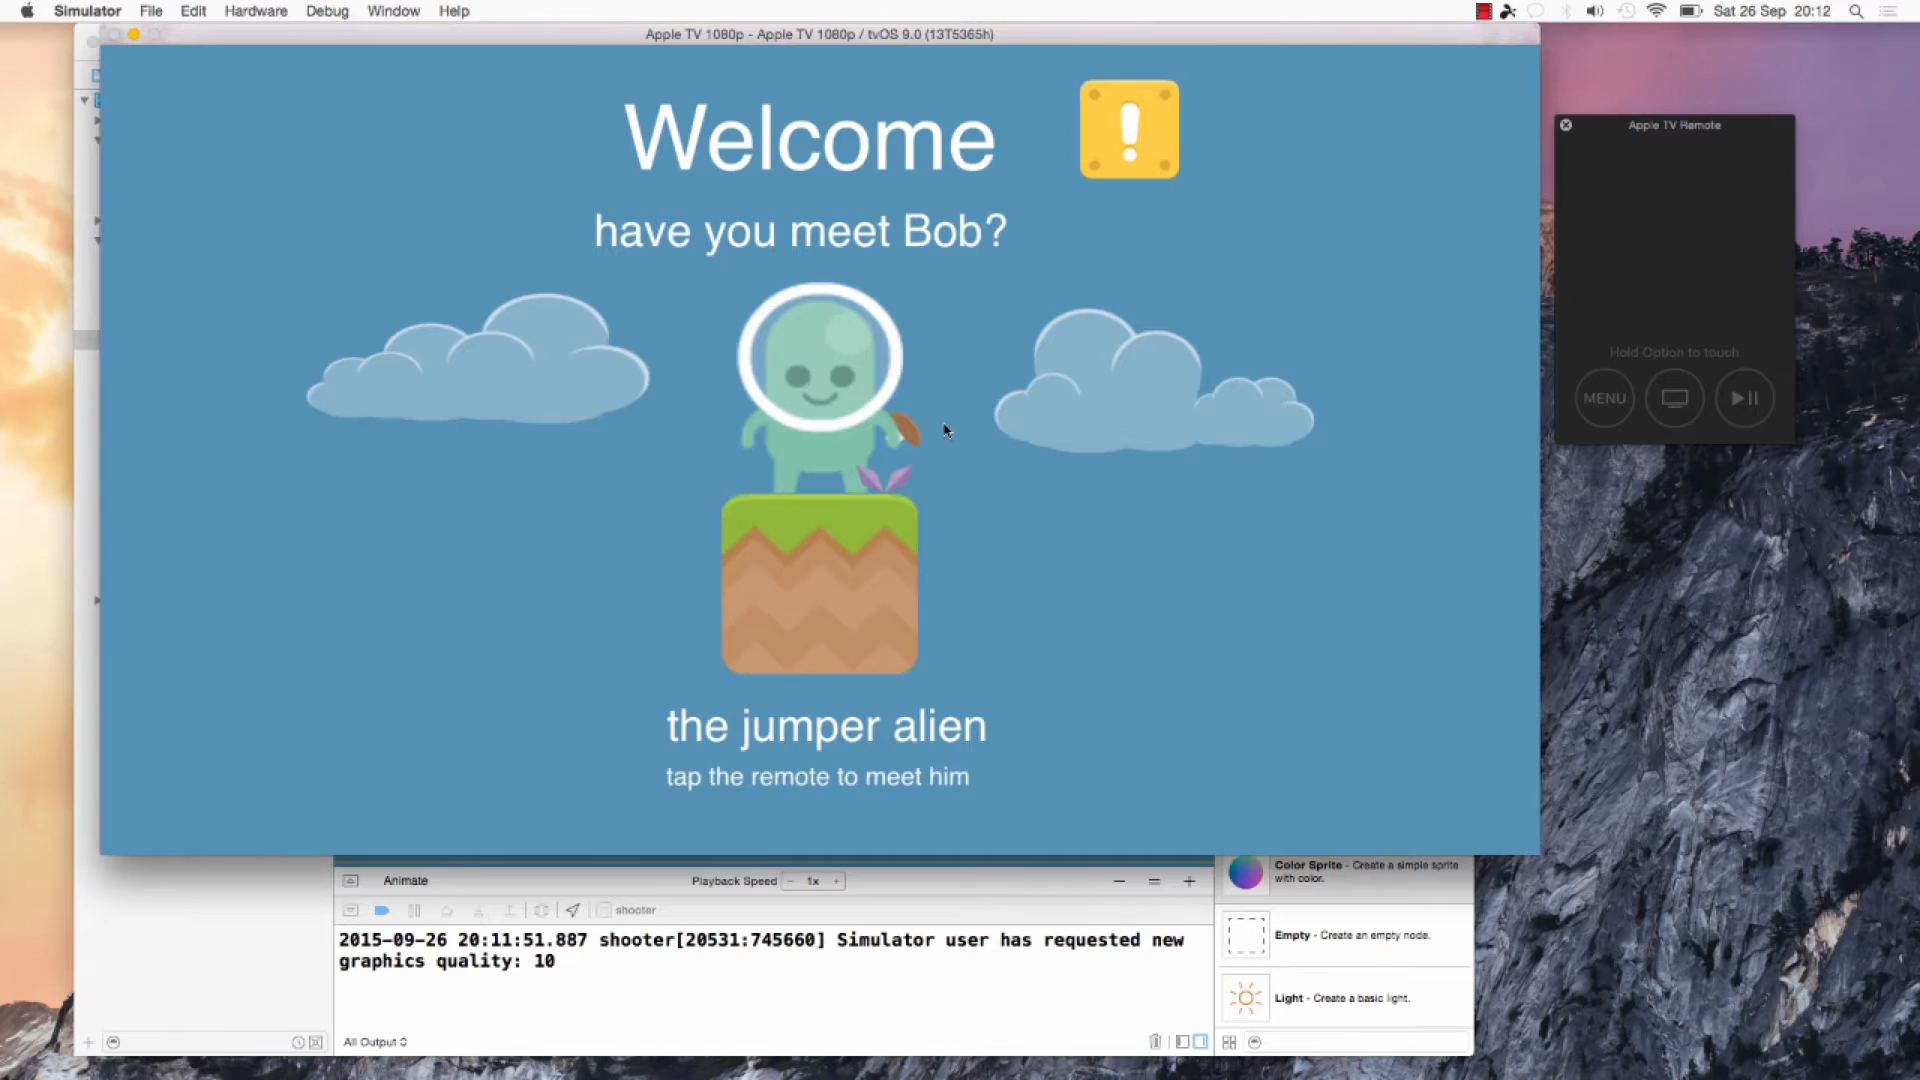 Simulator File Edit Hardware Debug Window Help Sat 26 Sep 20:12
Apple TV 1080p - Apple TV 1080p / tvOS 9.0 (13T5365h)
Welcome
!
have you meet Bob?
the jumper alien
tap the remote to meet him
Apple TV Remote
Hold Option to touch
MENU
Animate Playback Speed 1x
shooter
2015-09-26 20:11:51.887 shooter[20531:745660] Simulator user has requested new
graphics quality: 10
All Output
Color Sprite - Create a simple sprite
with color.
Empty - Create an empty node.
Light - Create a basic light.